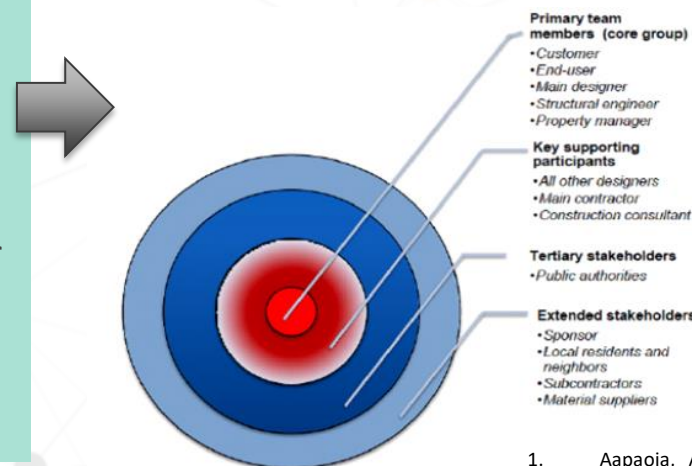 Primary team
members (core group)
•Customer
•End-user
•Main designer
•Structural engineer
•Property manager
Key supporting
participants
•All other designers
•Main contractor
•Construction consultant
Tertiary stakeholders
•Public authorities
Extended stakeholders
•Sponsor
•Local residents and
neighbors
•Subcontractors
•Material suppliers
1. Aapaoja, A